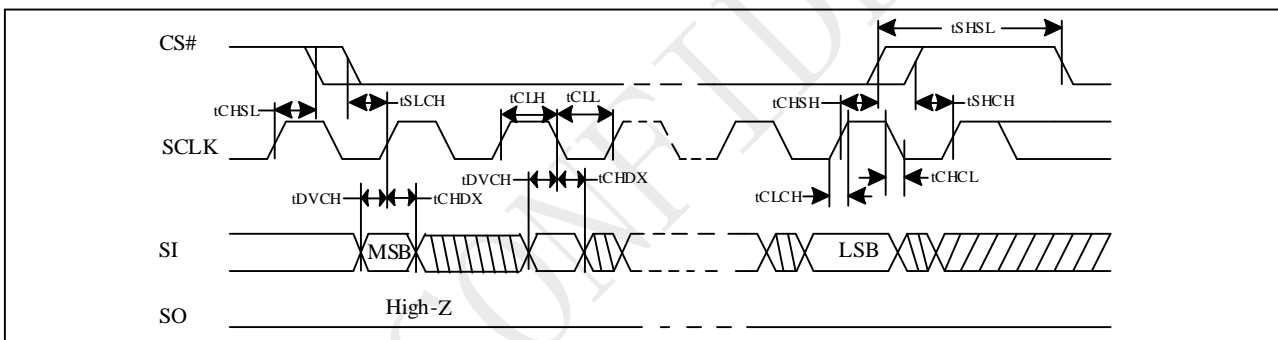 CS#
tSHSL
tCHSL
tSLCH
tCLH
tCLL
tCHSH
tSHCH
SCLK
tDVCH
tCHDX
tDVCH
tCHDX
tCLCH
tCHCL
SI
MSB
LSB
High-Z
SO
CONFID